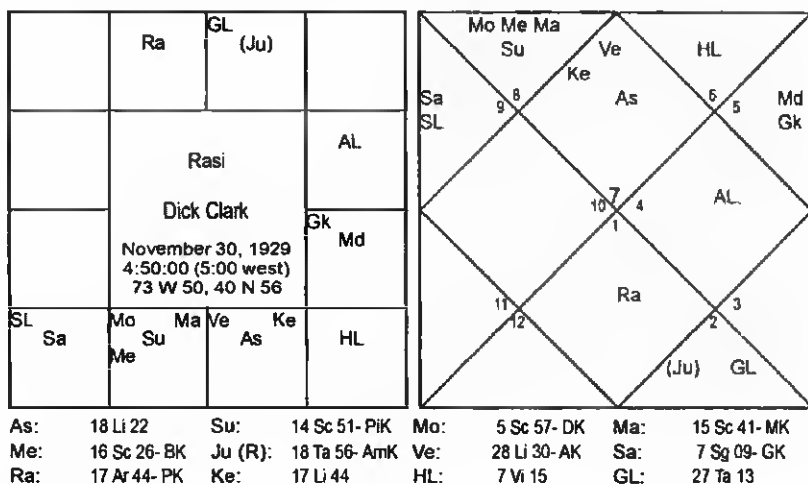 GL
Ra
(Ju)
AL
Rasi
Dick Clark
November 30, 1929
4:50:00 (5:00 west)
73 W 50, 40 N 56
Gk
Md
SL
Sa
Mo Ma
Su
Me
Ve Ke
As
HL
Mo Me Ma
Su
Ve
HL
Ke
Sa
SL
As
Md
Gk
9 8
6 5
10 7 4
1
AL
Ra
11
12
3
2
(Ju) GL
As: 18 Li 22 Su: 14 Sc 51- PiK Mo: 5 Sc 57- DK Ma: 15 Sc 41- MK
Me: 16 Sc 26- BK Ju (R): 18 Ta 56- AmK Ve: 28 Li 30- AK Sa: 7 Sg 09- GK
Ra: 17 Ar 44- PK Ke: 17 Li 44 HL: 7 Vi 15 GL: 27 Ta 13